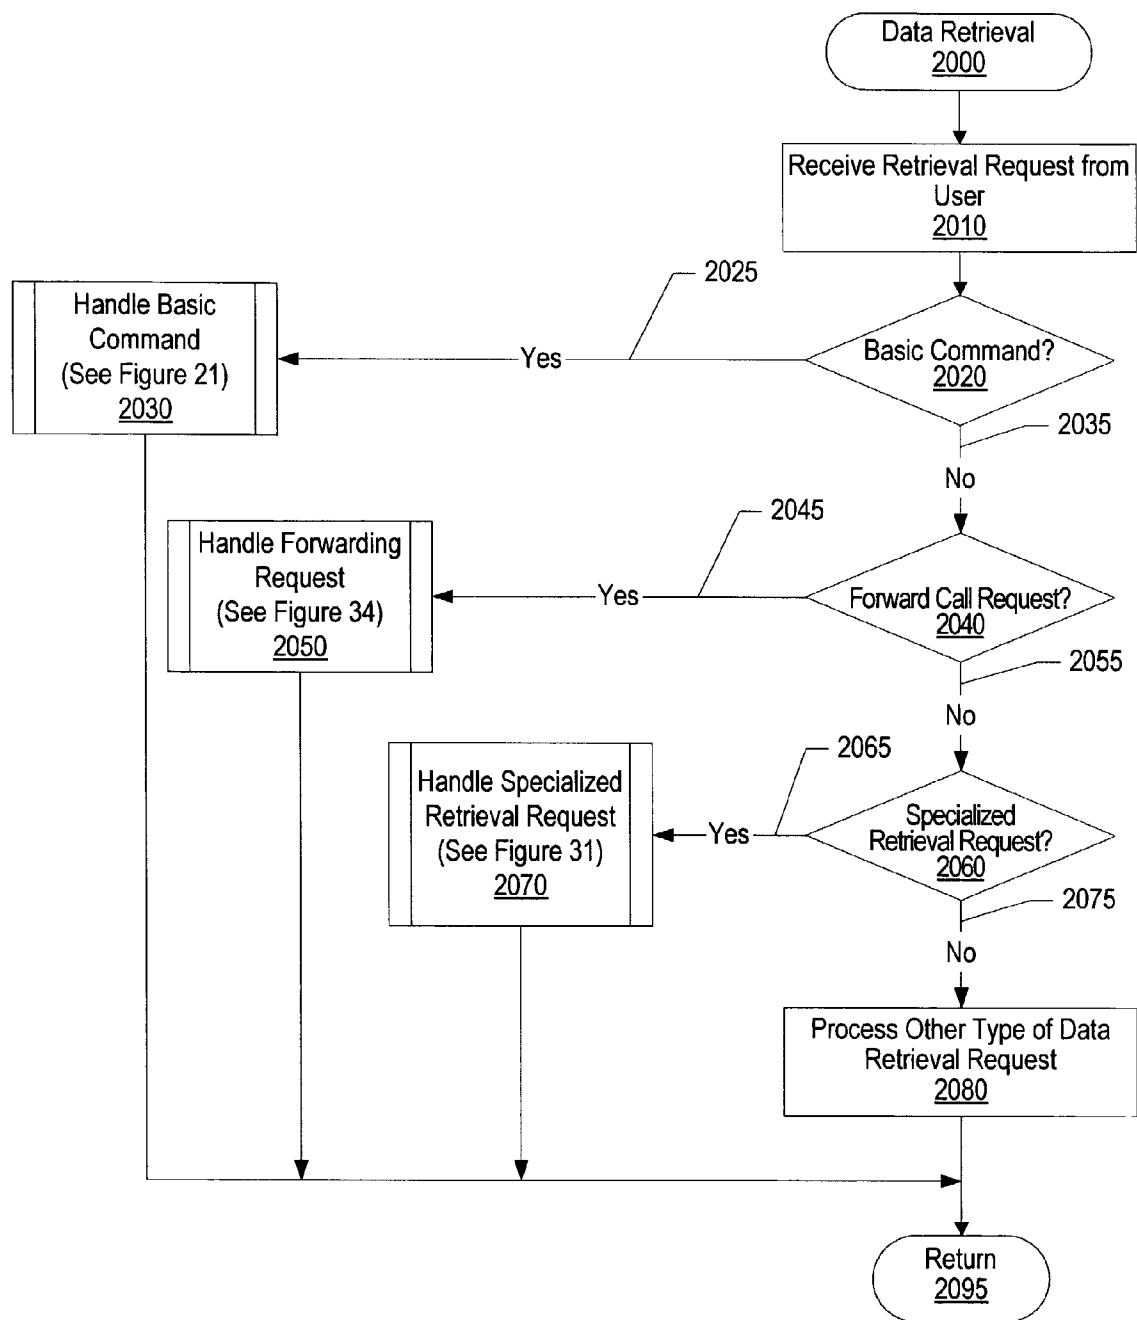 Data Retrieval
2000
Receive Retrieval Request from
User
2010
2025
Handle Basic
Command
(See Figure 21)
2030
Yes
Basic Command?
2020
2035
No
2045
Handle Forwarding
Request
(See Figure 34)
2050
Yes
Forward Call Request?
2040
2055
No
2065
Handle Specialized
Retrieval Request
(See Figure 31)
2070
Yes
Specialized
Retrieval Request?
2060
2075
No
Process Other Type of Data
Retrieval Request
2080
Return
2095